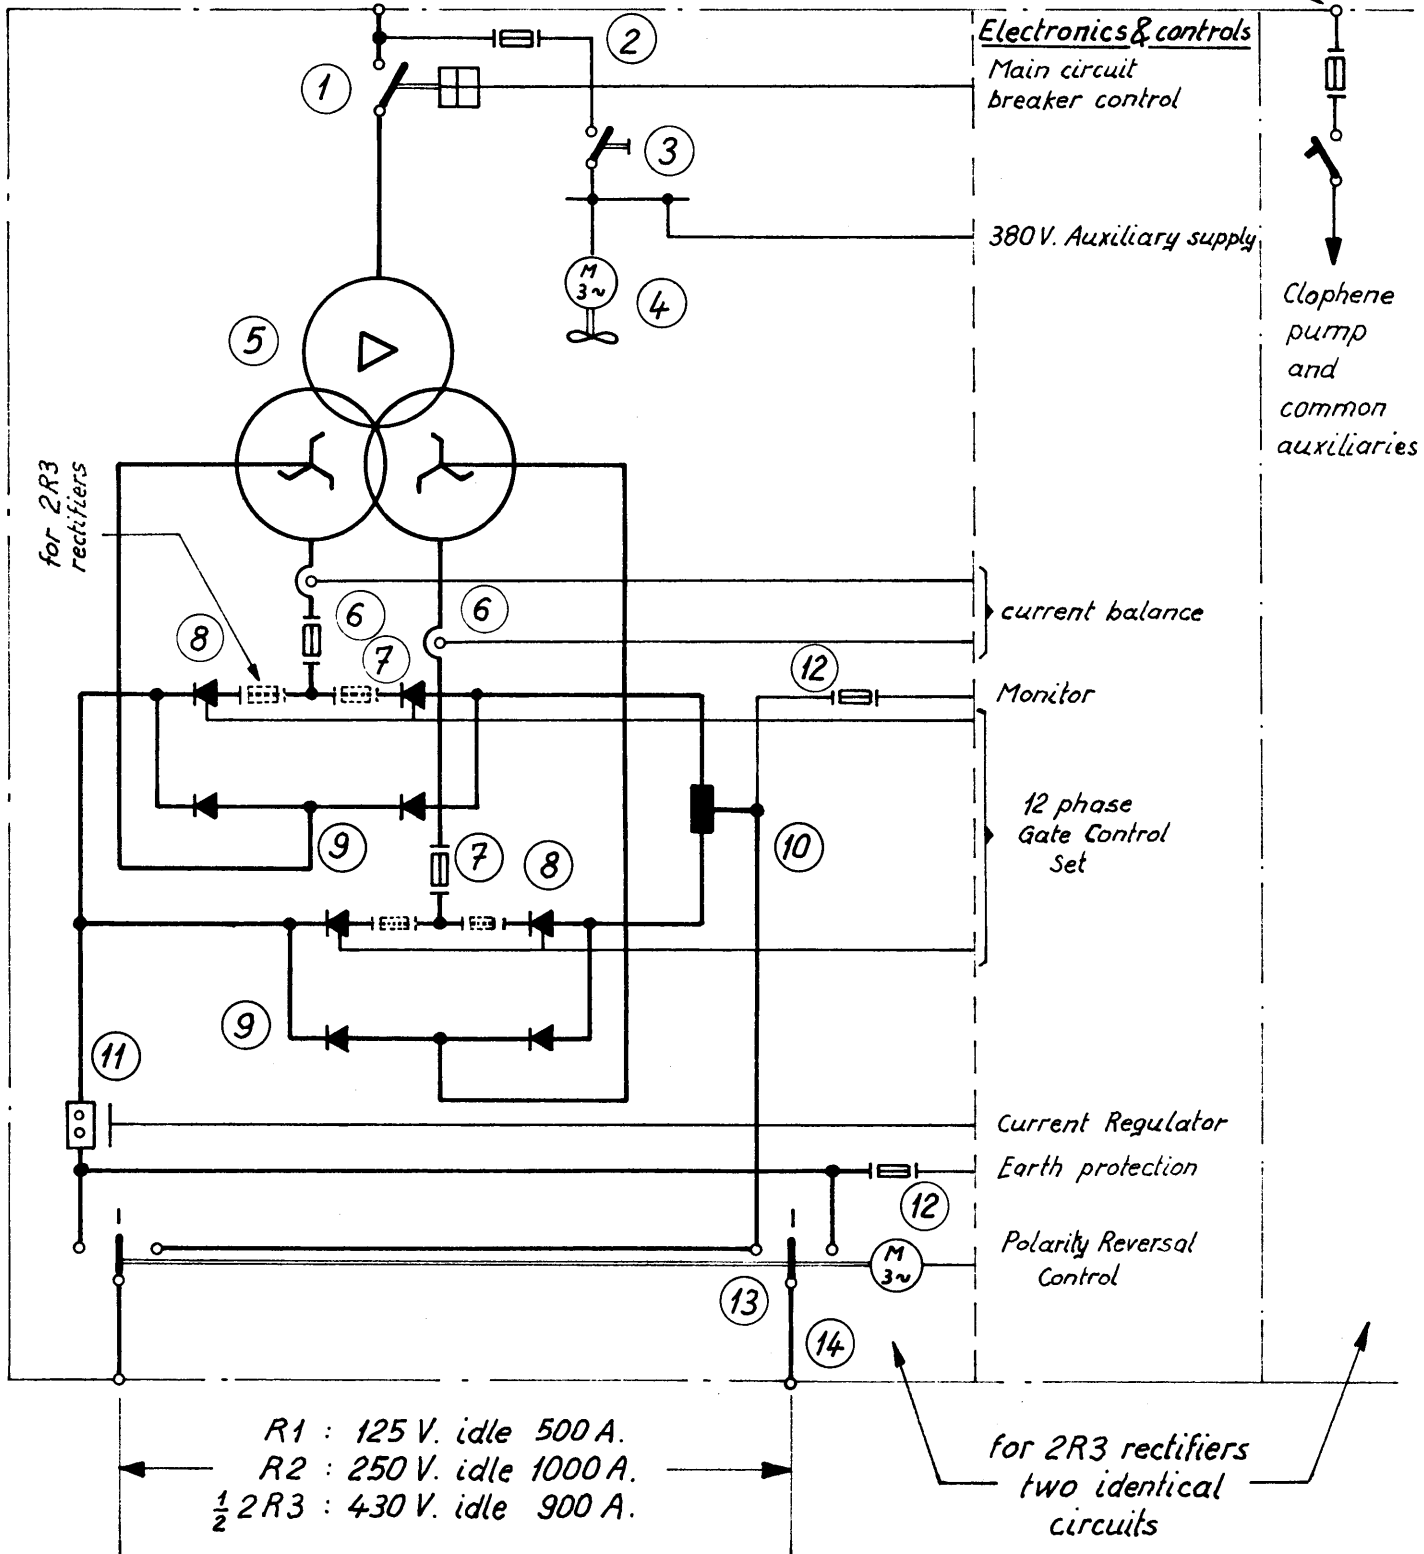 Electronics & controls
Main circuit
breaker control
1
2
3
380V. Auxiliary supply
M
3~
4
5
Clophene
pump
and
common
auxiliaries
for 2R3
rectifiers
6
6
current balance
8
7
12
Monitor
12 phase
Gate Control
Set
9
7
8
10
9
11
Current Regulator
Earth protection
12
Polarity Reversal
Control
M
3~
13
14
R1 : 125 V. idle 500 A.
R2 : 250 V. idle 1000 A.
1/2 2R3 : 430 V. idle 900 A.
for 2R3 rectifiers
two identical
circuits